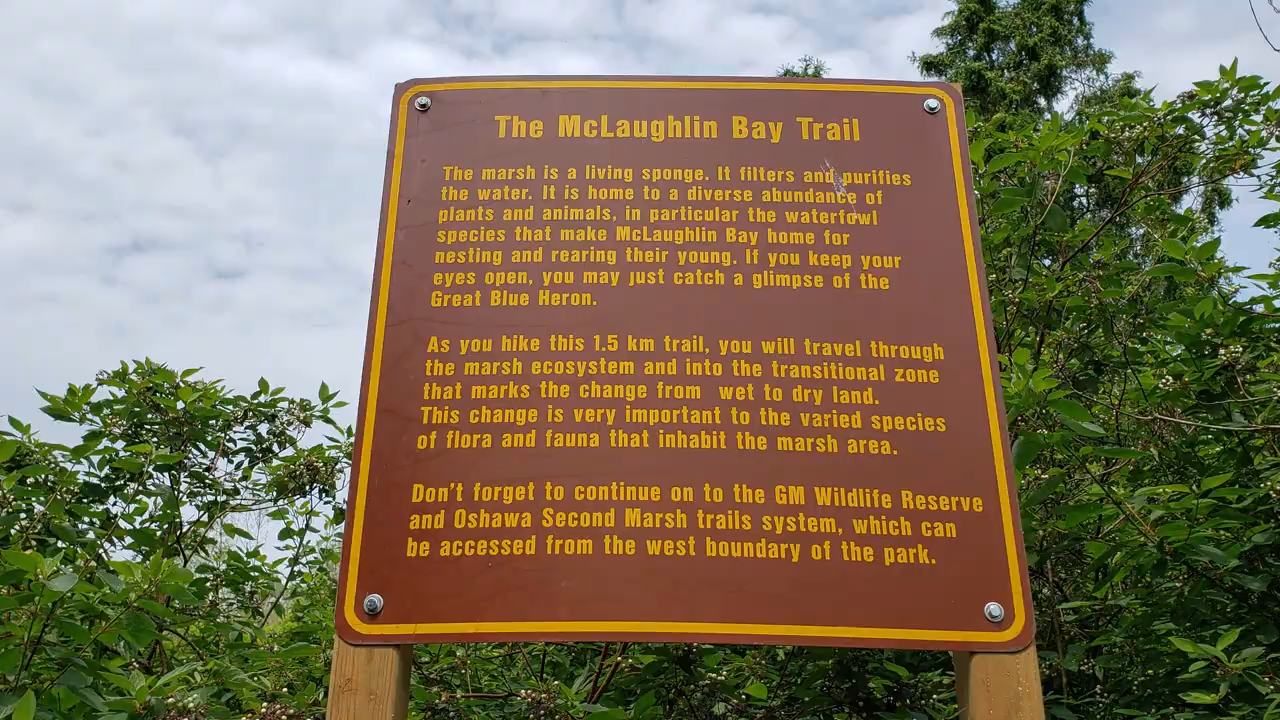 The McLaughlin Bay Trail
The marsh is a living sponge. It filters and purifies
the water. It is home to a diverse abundance of
plants and animals, in particular the waterfowl
species that make McLaughlin Bay home for
nesting and rearing their young. If you keep your
eyes open, you may just catch a glimpse of the
Great Blue Heron.
As you hike this 1.5 km trail, you will travel through
the marsh ecosystem and into the transitional zone
that marks the change from wet to dry land.
This change is very important to the varied species
of flora and fauna that inhabit the marsh area.
Don't forget to continue on to the GM Wildlife Reserve
and Oshawa Second Marsh trails system, which can
be accessed from the west boundary of the park.